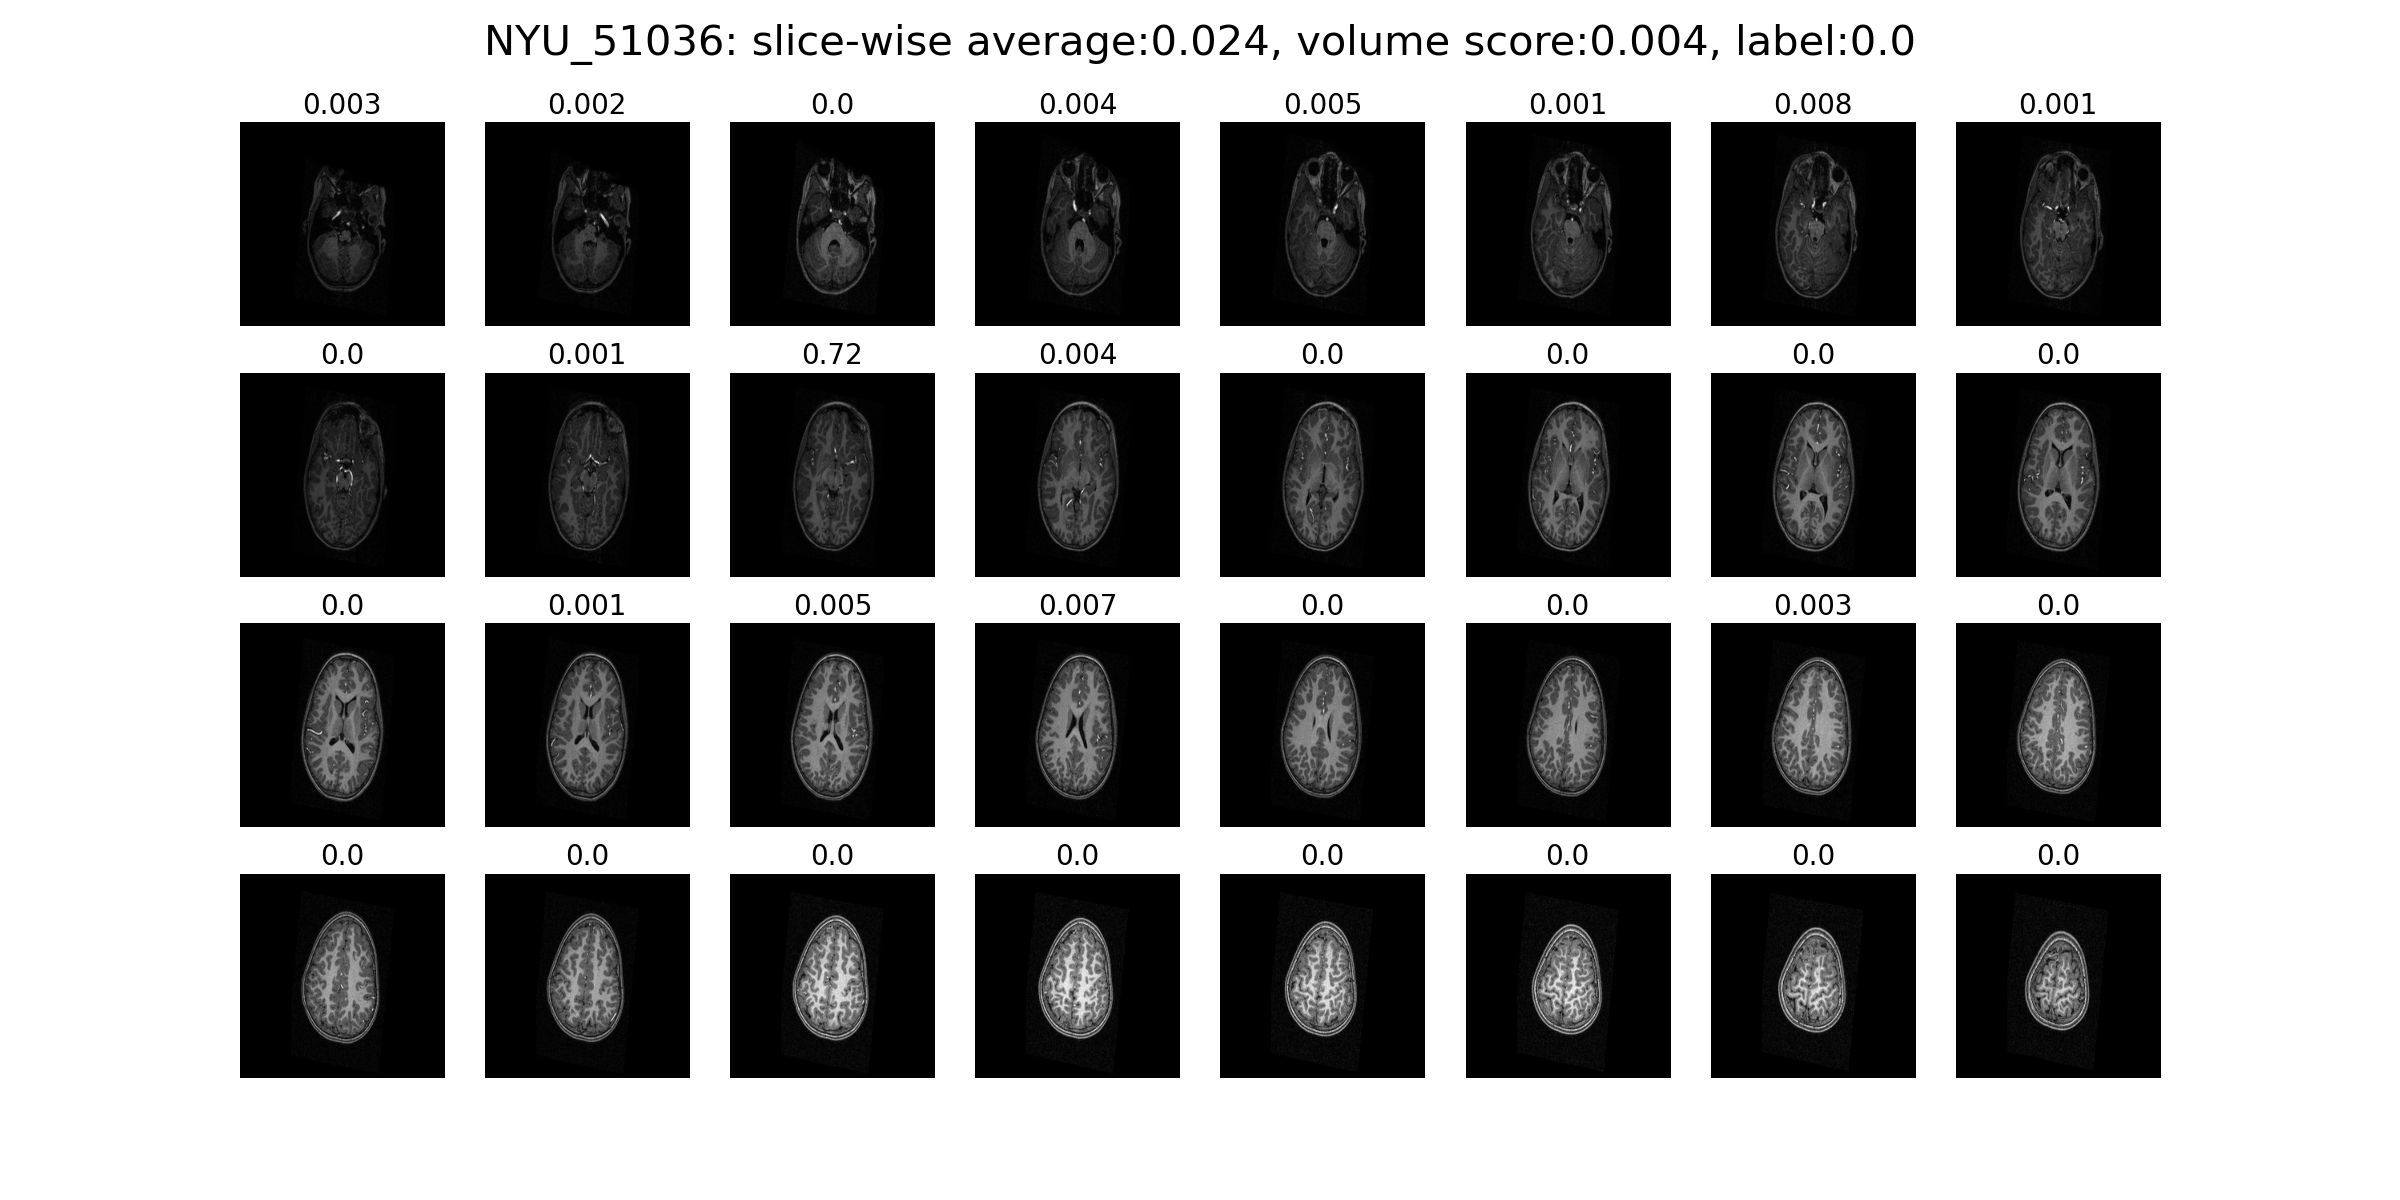 NYU_51036: slice-wise average:0.024, volume score:0.004, label:0.0
0.003 0.002 0.0 0.004 0.005 0.001 0.008 0.001
0.0 0.001 0.72 0.004 0.0 0.0 0.0 0.0
0.0 0.001 0.005 0.007 0.0 0.0 0.003 0.0
0.0 0.0 0.0 0.0 0.0 0.0 0.0 0.0